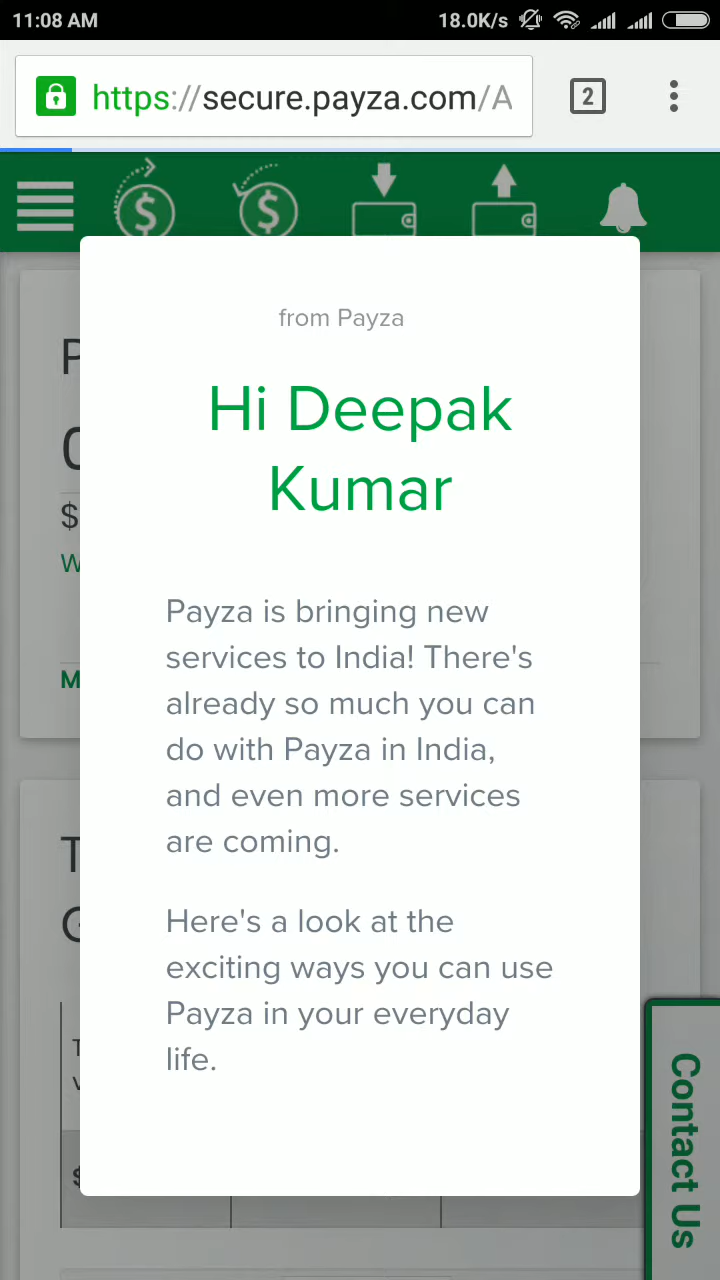 11:08 AM 18.0K/s
https://secure.payza.com/A
2
from Payza
Hi Deepak
Kumar
Payza is bringing new
services to India! There's
already so much you can
do with Payza in India,
and even more services
are coming.
Here's a look at the
exciting ways you can use
Payza in your everyday
life.
P
$
W
M
T
$
Contact Us